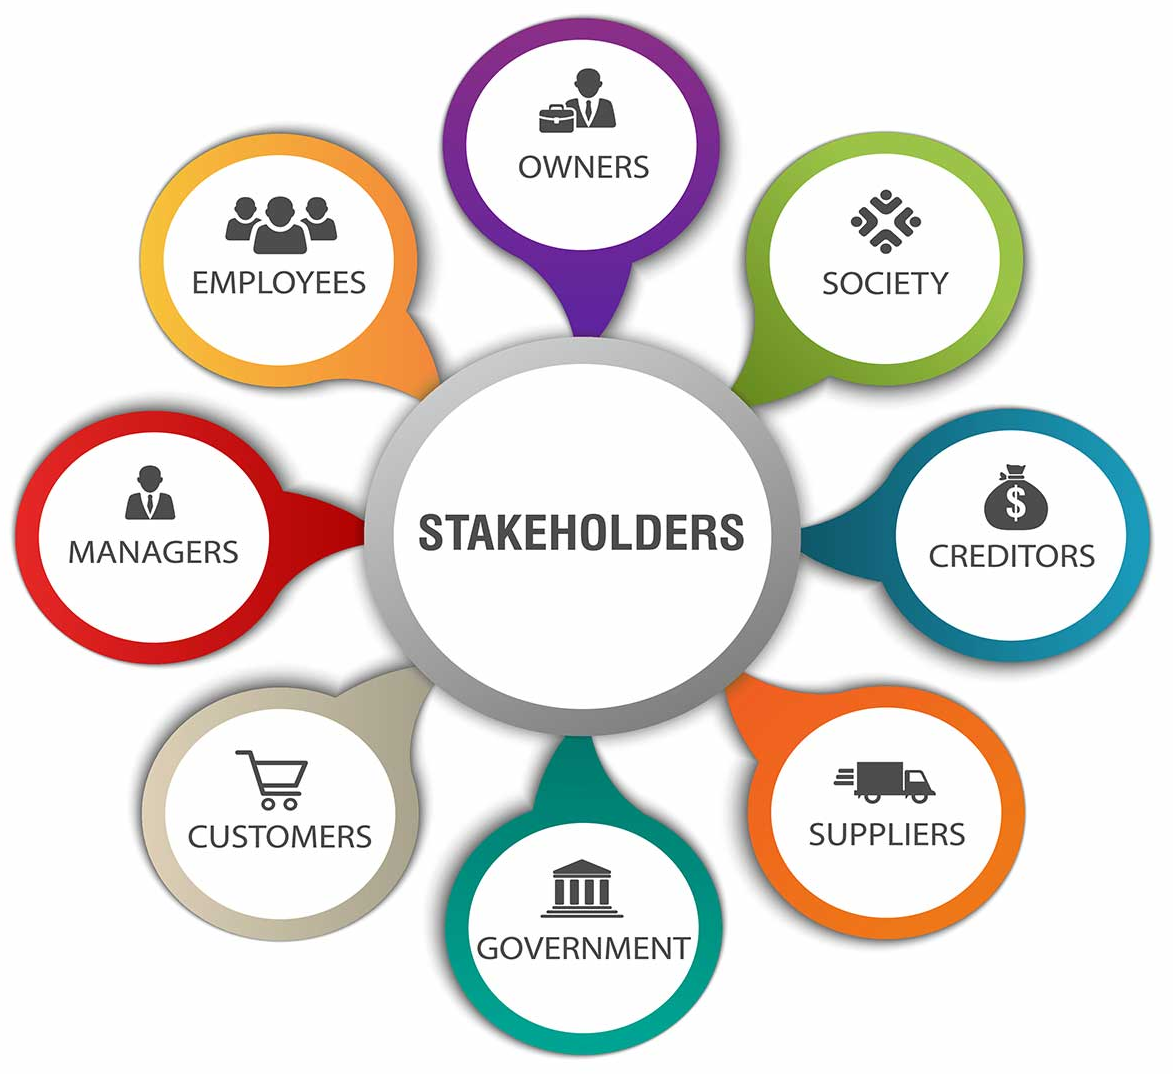 OWNERS
EMPLOYEES
SOCIETY
STAKEHOLDERS
MANAGERS
$
CREDITORS
CUSTOMERS
SUPPLIERS
GOVERNMENT